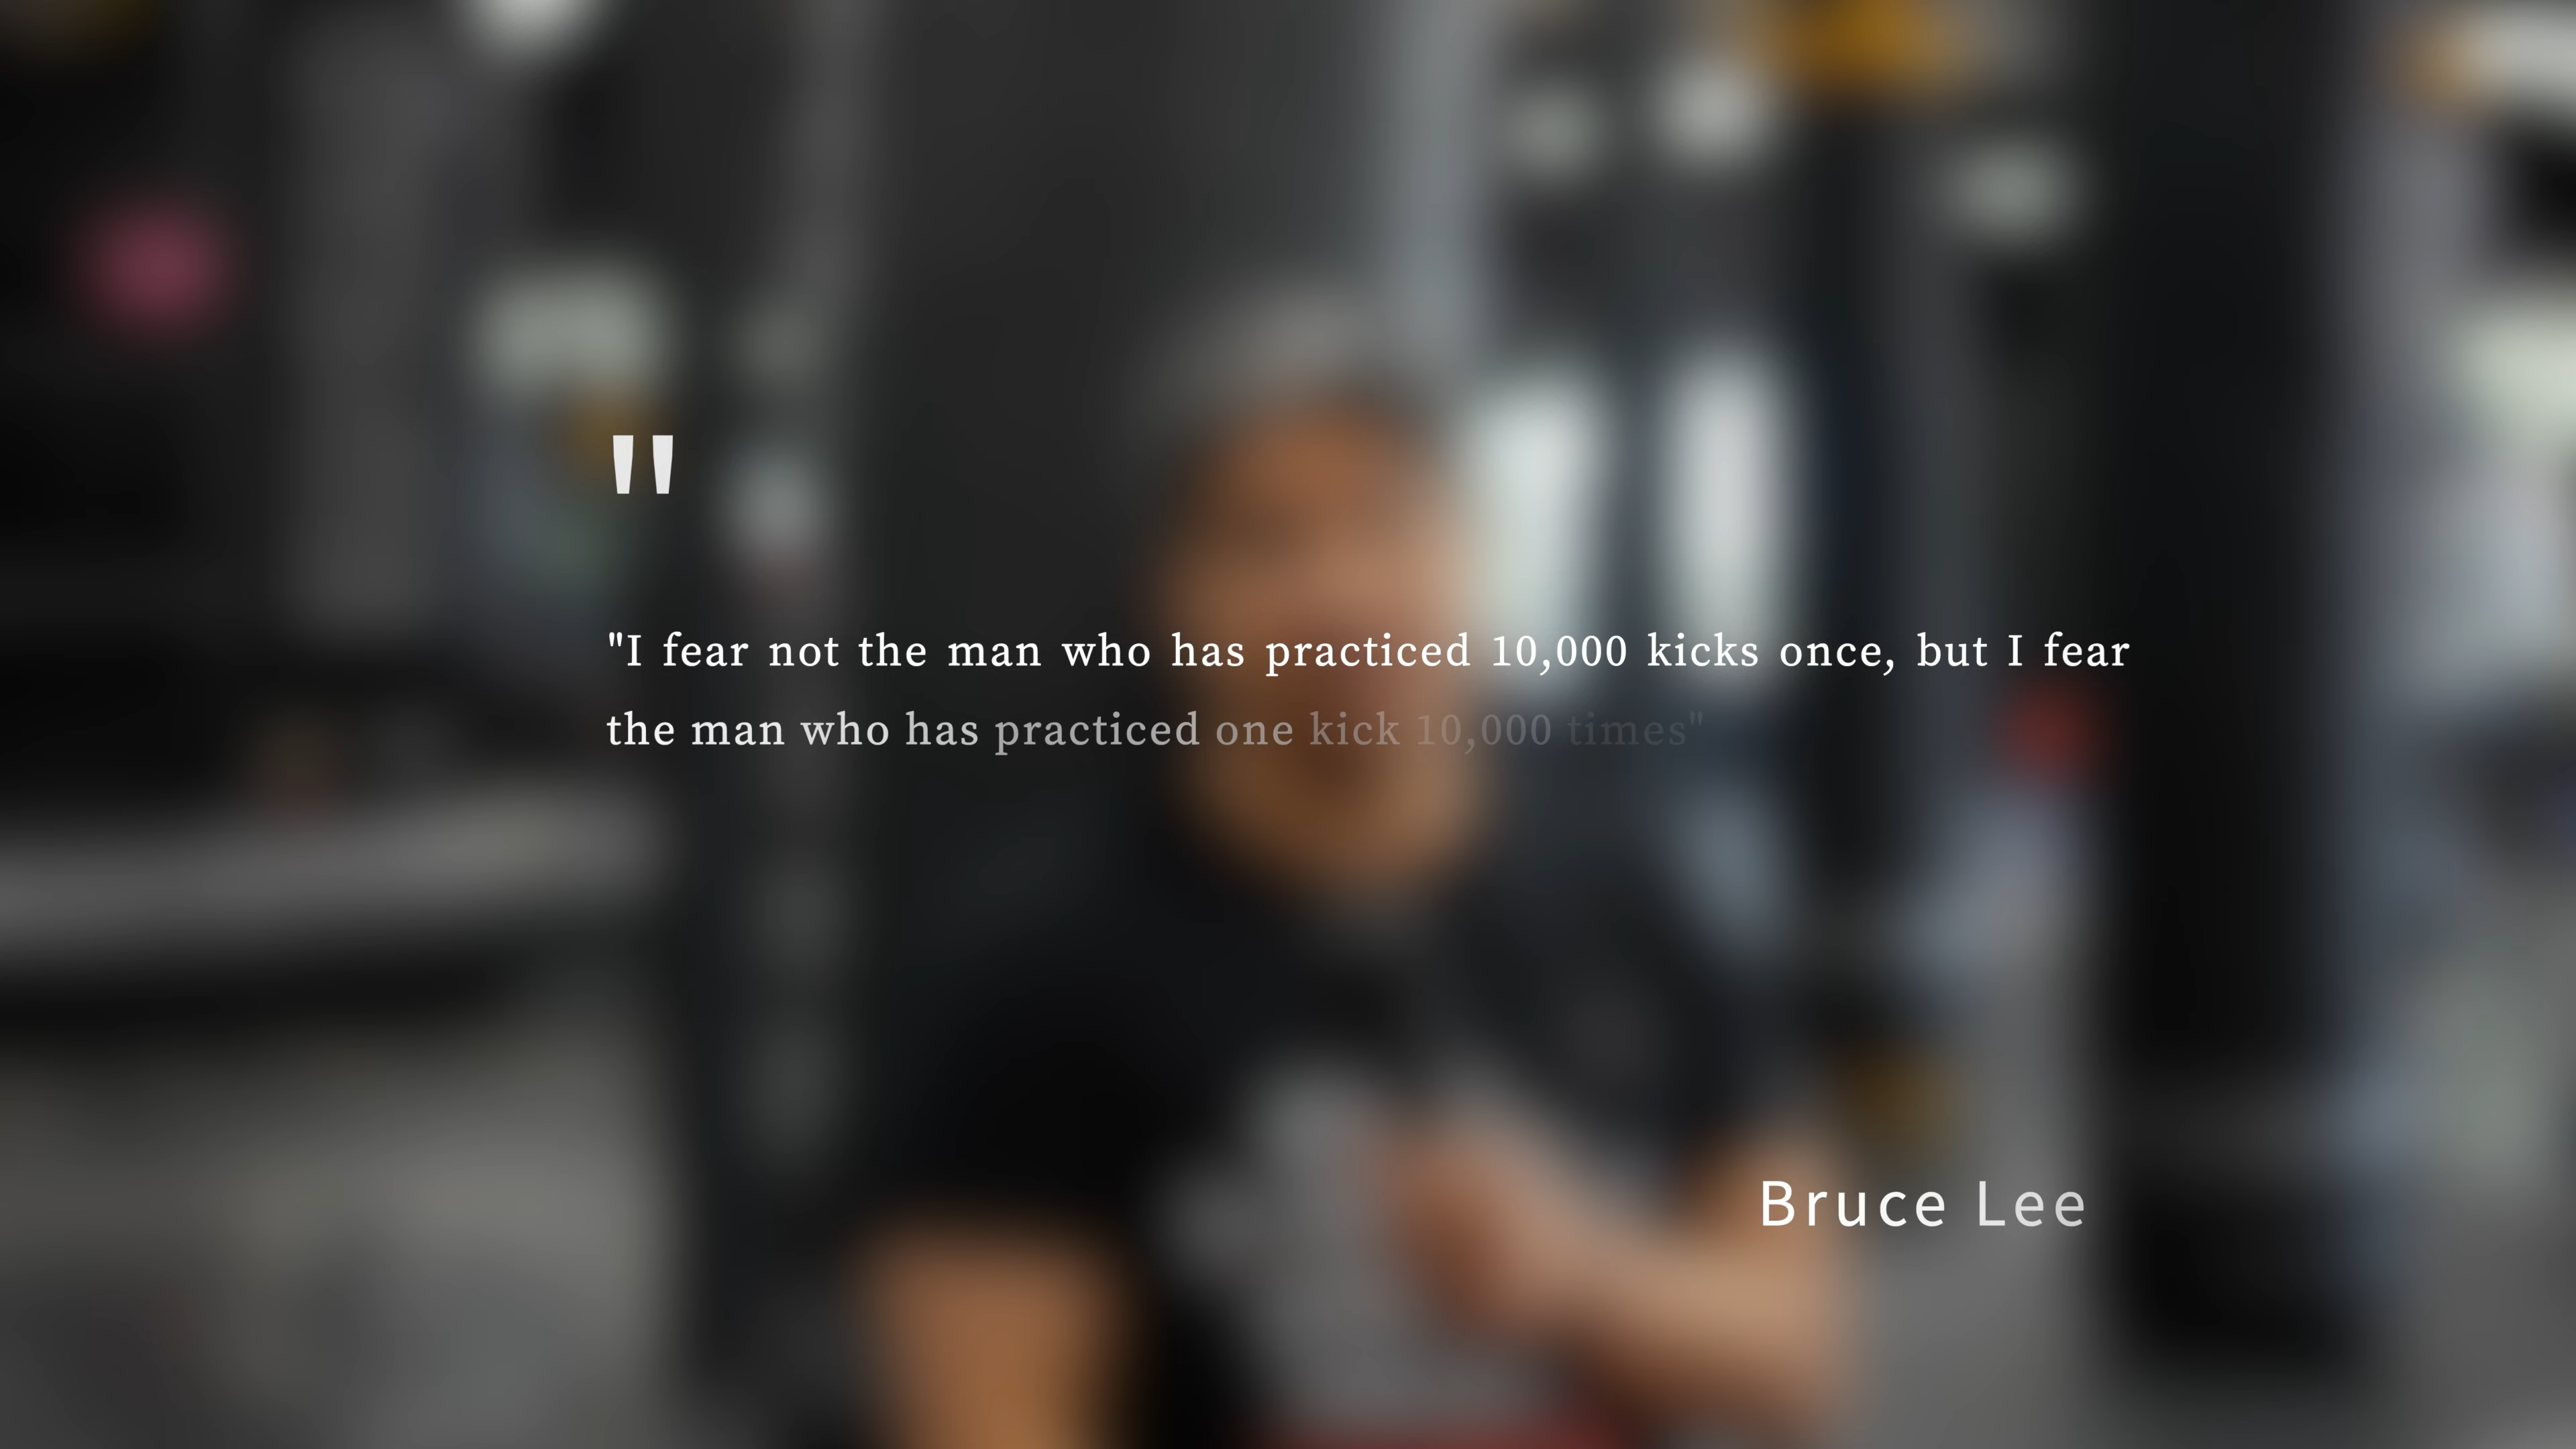 "
"I fear not the man who has practiced 10,000 kicks once, but I fear
the man who has practiced one kick 10,000 times"
Bruce Lee